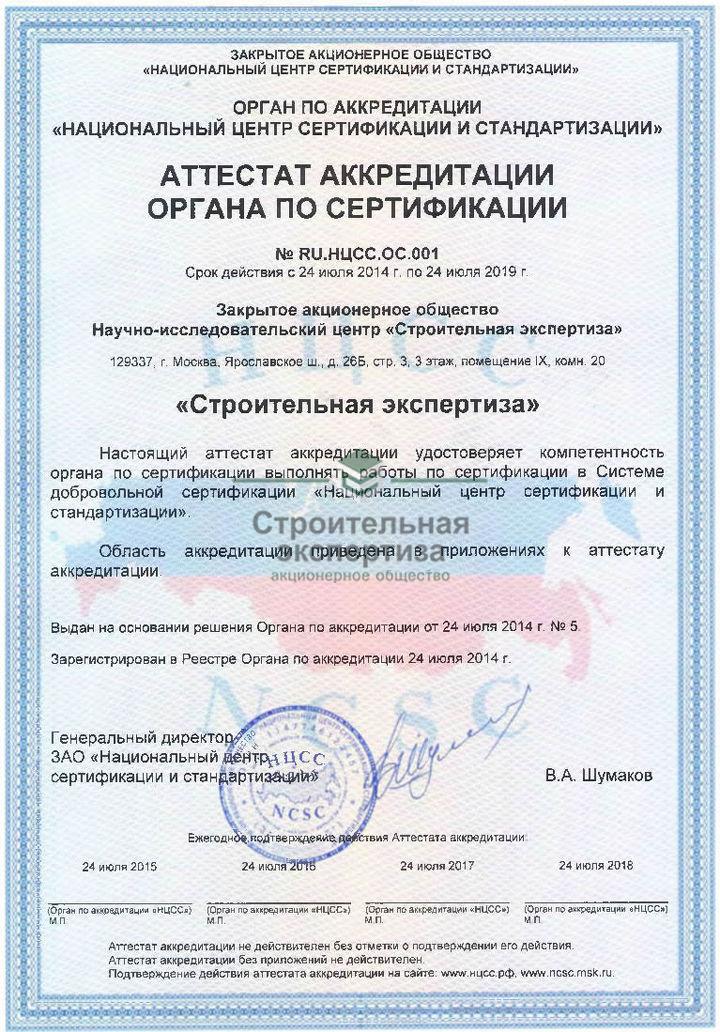 ЗАКРЫТОЕ АКЦИОНЕРНОЕ ОБЩЕСТВО
«НАЦИОНАЛЬНЫЙ ЦЕНТР СЕРТИФИКАЦИИ И СТАНДАРТИЗАЦИИ»
ОРГАН ПО АККРЕДИТАЦИИ
«НАЦИОНАЛЬНЫЙ ЦЕНТР СЕРТИФИКАЦИИ И СТАНДАРТИЗАЦИИ»
АТТЕСТАТ АККРЕДИТАЦИИ
ОРГАНА ПО СЕРТИФИКАЦИИ
№ RU.НЦСС.ОС.001
Срок действия с 24 июля 2014 г. по 24 июля 2019 г.
Закрытое акционерное общество
Научно-исследовательский центр «Строительная экспертиза»
НЦСС
129337, г. Москва, Ярославское ш., д. 26Б, стр. 3, 3 этаж, помещение IX, комн. 20
«Строительная экспертиза»
Настоящий аттестат аккредитации удостоверяет компетентность
органа по сертификации выполнять работы по сертификации в Системе
добровольной сертификации «Национальный центр сертификации и
стандартизации».
Строительная
экспертиза
акционерное общество
Область аккредитации приведена в приложениях к аттестату
аккредитации.
Выдан на основании решения Органа по аккредитации от 24 июля 2014 г. № 5.
Зарегистрирован в Реестре Органа по аккредитации 24 июля 2014 г.
NCSC
Генеральный директор
ЗАО «Национальный центр
сертификации и стандартизации»
НЦСС
NCSC
В.А. Шумаков
Ежегодное подтверждение действия Аттестата аккредитации:
24 июля 2015 24 июля 2016 24 июля 2017 24 июля 2018
(Орган по аккредитации «НЦСС») (Орган по аккредитации «НЦСС») (Орган по аккредитации «НЦСС») (Орган по аккредитации «НЦСС»)
М.П. М.П. М.П. М.П.
Аттестат аккредитации не действителен без отметки о подтверждении его действия.
Аттестат аккредитации без приложений не действителен.
Подтверждение действия аттестата аккредитации на сайте: www.нцсс.рф, www.ncsc.msk.ru.